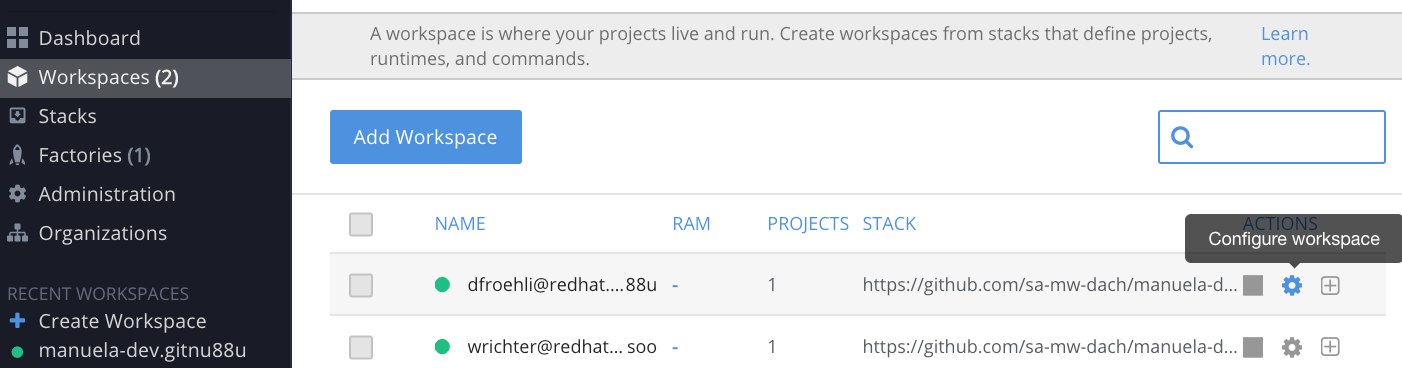 Dashboard
Workspaces (2)
Stacks
Factories (1)
Administration
Organizations
RECENT WORKSPACES
Create Workspace
manuela-dev.gitnu88u
A workspace is where your projects live and run. Create workspaces from stacks that define projects,
runtimes, and commands.
Learn
more.
Add Workspace
NAME RAM PROJECTS STACK ACTIONS
Configure workspace
dfroehli@redhat....88u - 1 https://github.com/sa-mw-dach/manuela-d...
wrichter@redhat... soo - 1 https://github.com/sa-mw-dach/manuela-d...